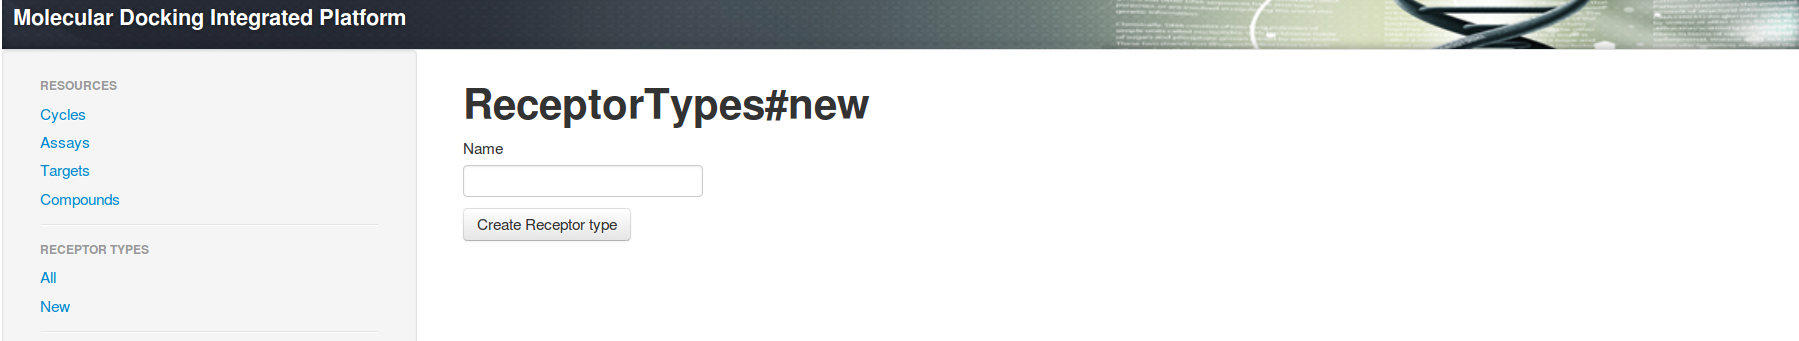 Molecular Docking Integrated Platform
RESOURCES
Cycles
Assays
Targets
Compounds
RECEPTOR TYPES
All
New
ReceptorTypes#new
Name
Create Receptor type